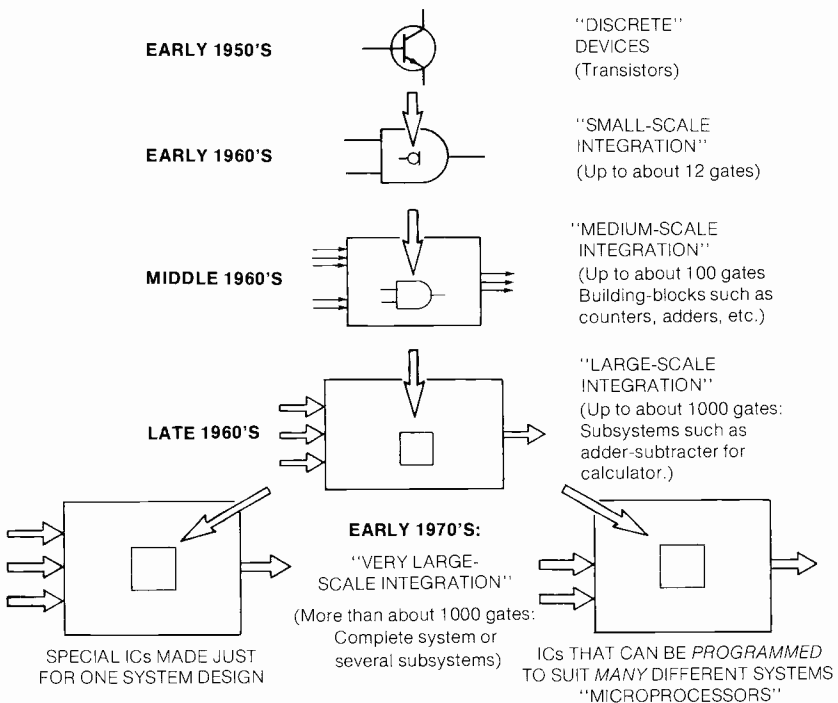 EARLY 1950'S
''DISCRETE''
DEVICES
(Transistors)
EARLY 1960'S
''SMALL-SCALE
INTEGRATION''
(Up to about 12 gates)
MIDDLE 1960'S
''MEDIUM-SCALE
INTEGRATION''
(Up to about 100 gates
Building-blocks such as
counters, adders, etc.)
LATE 1960'S
''LARGE-SCALE
INTEGRATION''
(Up to about 1000 gates:
Subsystems such as
adder-subtracter for
calculator.)
EARLY 1970'S:
''VERY LARGE-
SCALE INTEGRATION''
(More than about 1000 gates:
Complete system or
several subsystems)
SPECIAL ICs MADE JUST
FOR ONE SYSTEM DESIGN
ICs THAT CAN BE PROGRAMMED
TO SUIT MANY DIFFERENT SYSTEMS
''MICROPROCESSORS''